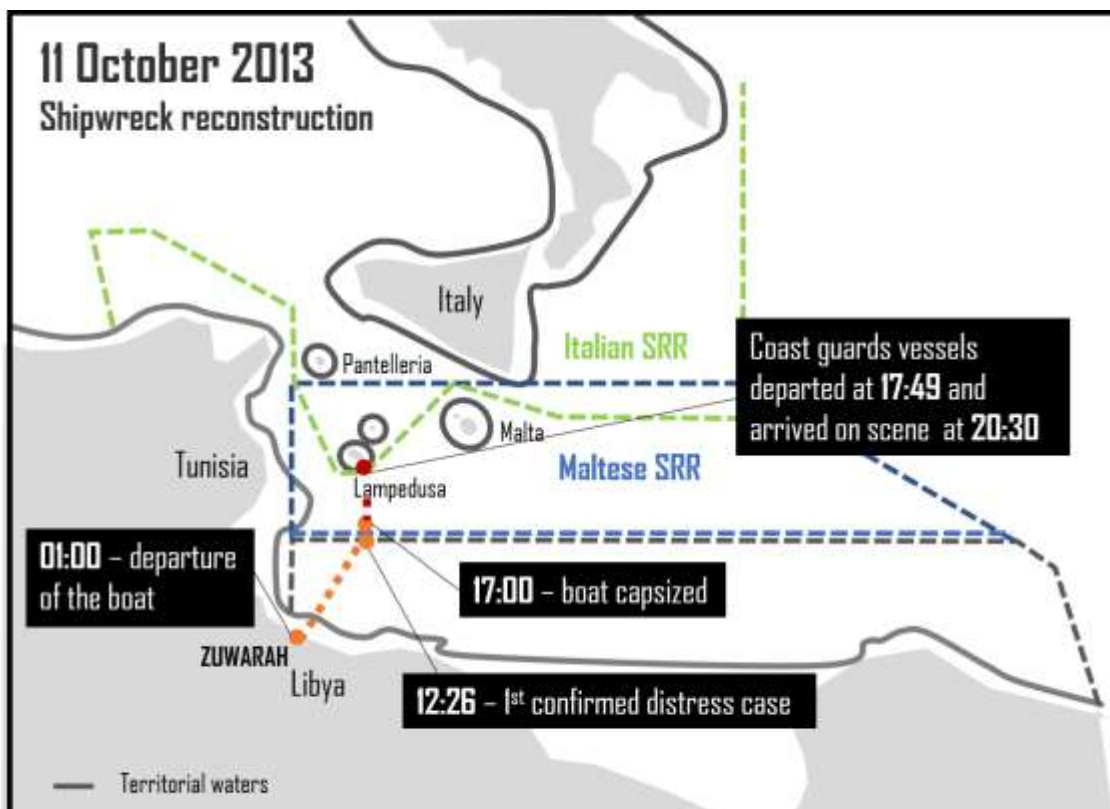 11 October 2013
Shipwreck reconstruction
Italy
Italian SRR
Pantelleria
Coast guards vessels
departed at 17:49 and
arrived on scene at 20:30
Malta
Tunisia
Maltese SRR
Lampedusa
01:00 – departure
of the boat
17:00 – boat capsized
ZUWARAH
Libya
12:26 – 1st confirmed distress case
Territorial waters